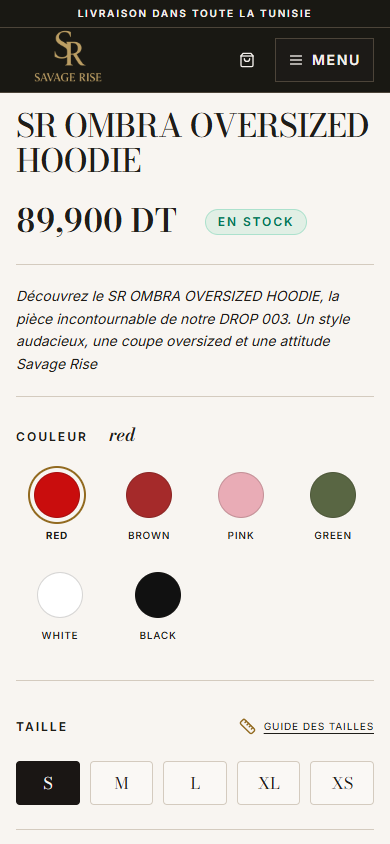 LIVRAISON DANS TOUTE LA TUNISIE
SR
SAVAGE RISE
MENU
SR OMBRA OVERSIZED
HOODIE
89,900 DT
EN STOCK
Découvrez le SR OMBRA OVERSIZED HOODIE, la
pièce incontournable de notre DROP 003. Un style
audacieux, une coupe oversized et une attitude
Savage Rise
COULEUR red
RED BROWN PINK GREEN
WHITE BLACK
TAILLE GUIDE DES TAILLES
S M L XL XS